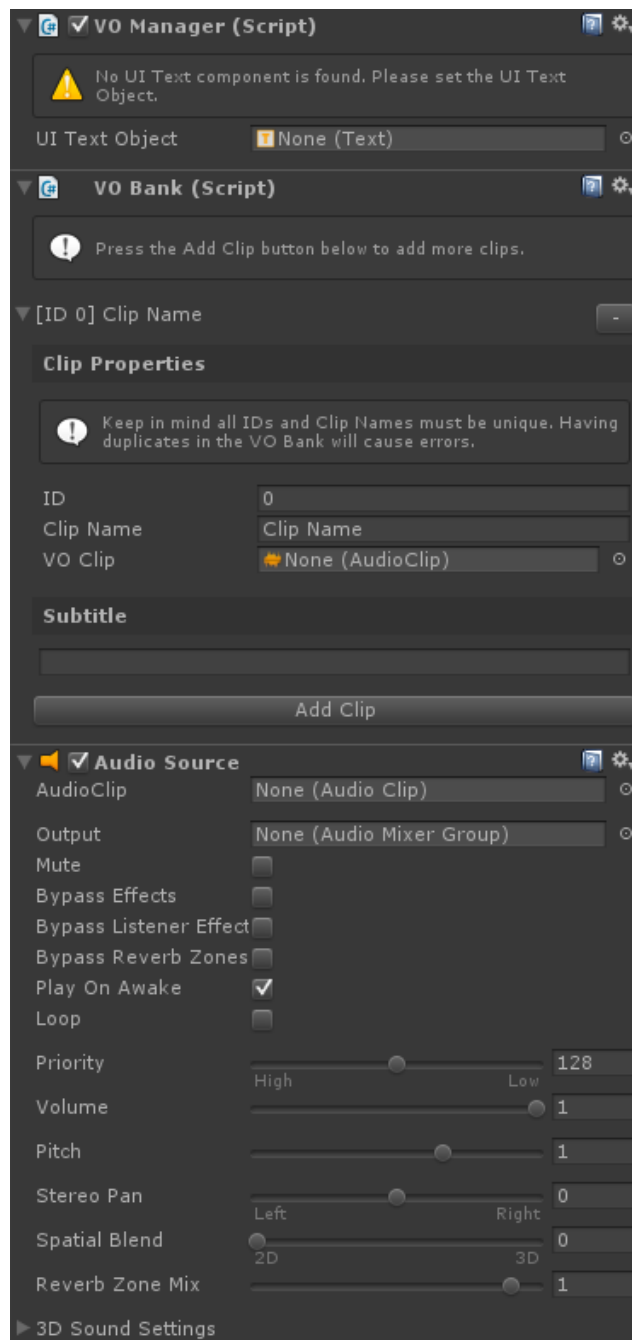 VO Manager (Script)
No UI Text component is found. Please set the UI Text
Object.
UI Text Object None (Text)
VO Bank (Script)
Press the Add Clip button below to add more clips.
[ID 0] Clip Name -
Clip Properties
Keep in mind all IDs and Clip Names must be unique. Having
duplicates in the VO Bank will cause errors.
ID 0
Clip Name Clip Name
VO Clip None (AudioClip)
Subtitle
Add Clip
Audio Source
AudioClip None (Audio Clip)
Output None (Audio Mixer Group)
Mute
Bypass Effects
Bypass Listener Effect
Bypass Reverb Zones
Play On Awake
Loop
Priority 128
High Low
Volume 1
Pitch 1
Stereo Pan 0
Left Right
Spatial Blend 0
2D 3D
Reverb Zone Mix 1
3D Sound Settings